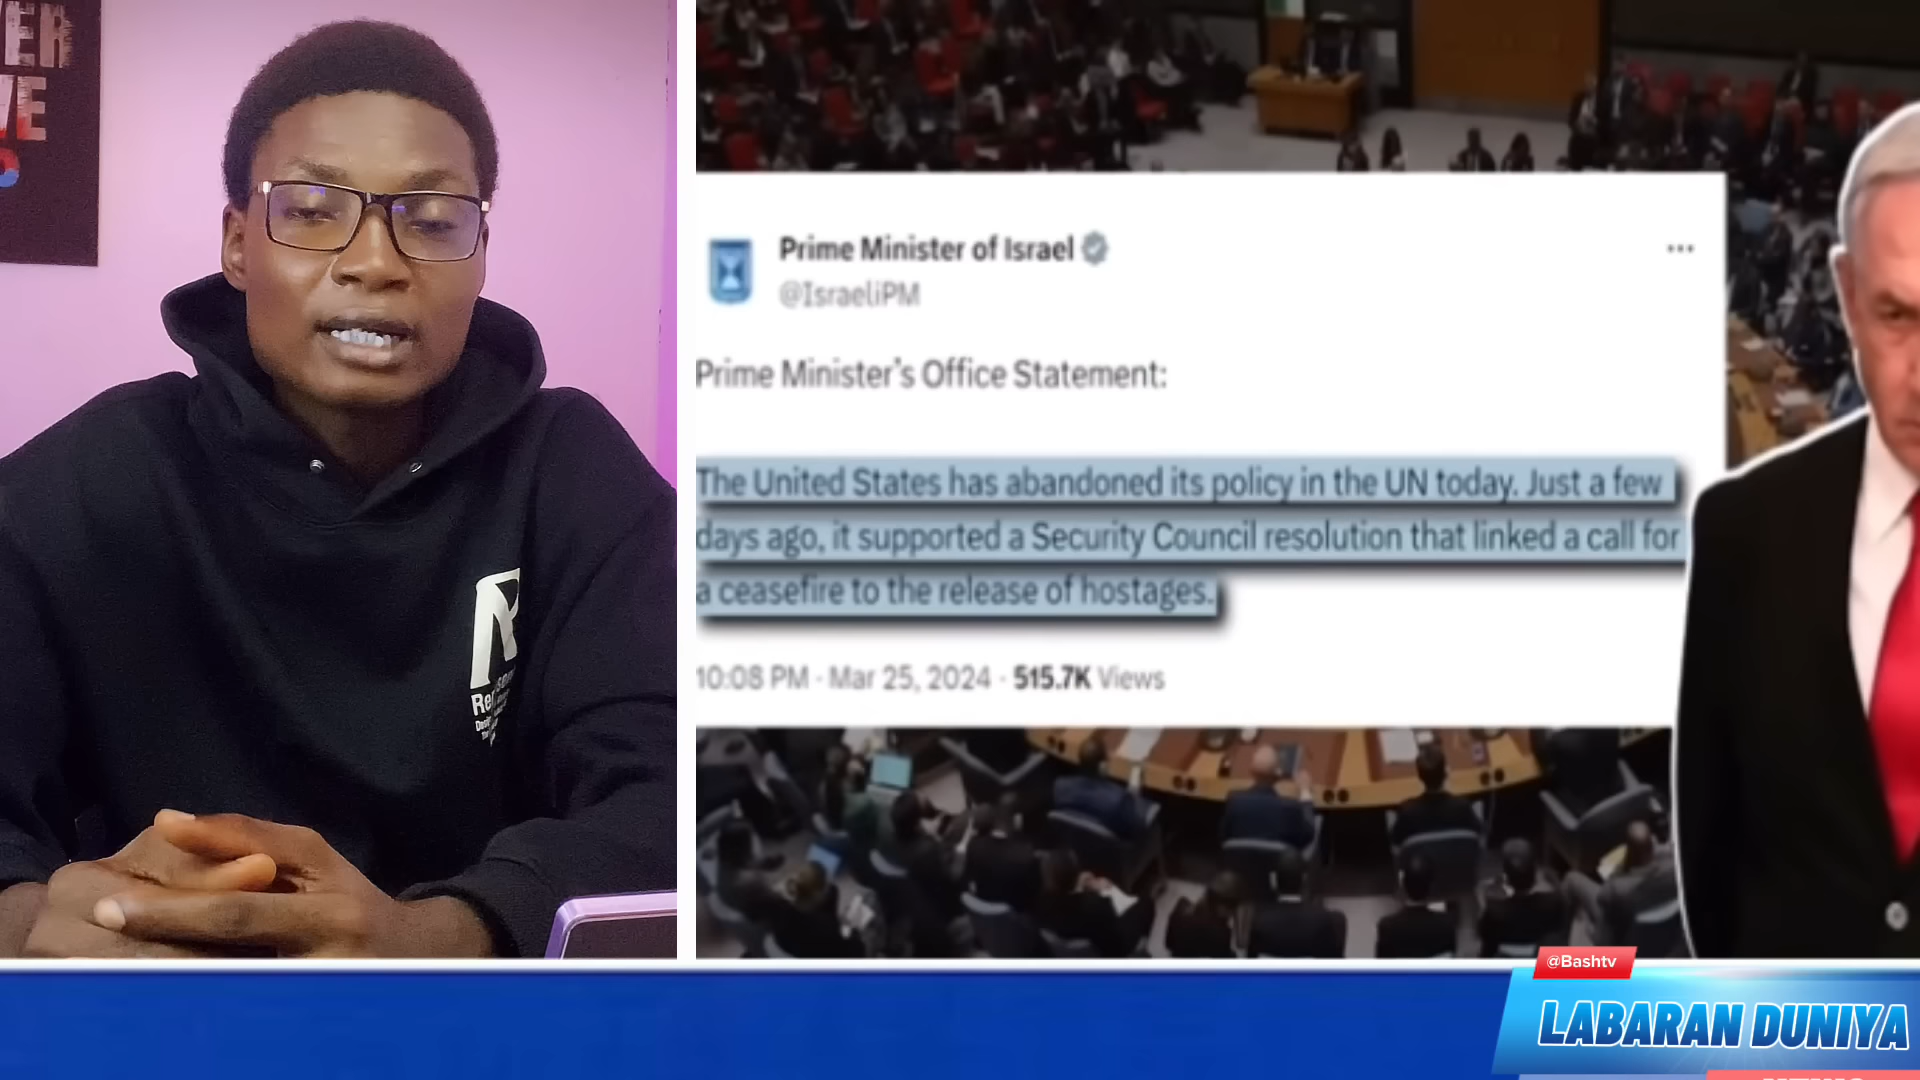 Prime Minister of Israel
@IsraeliPM
Prime Minister's Office Statement:
The United States has abandoned its policy in the UN today. Just a few
days ago, it supported a Security Council resolution that linked a call for
a ceasefire to the release of hostages.
10:08 PM · Mar 25, 2024 · 515.7K Views
@Bashtv
LABARAN DUNIYA